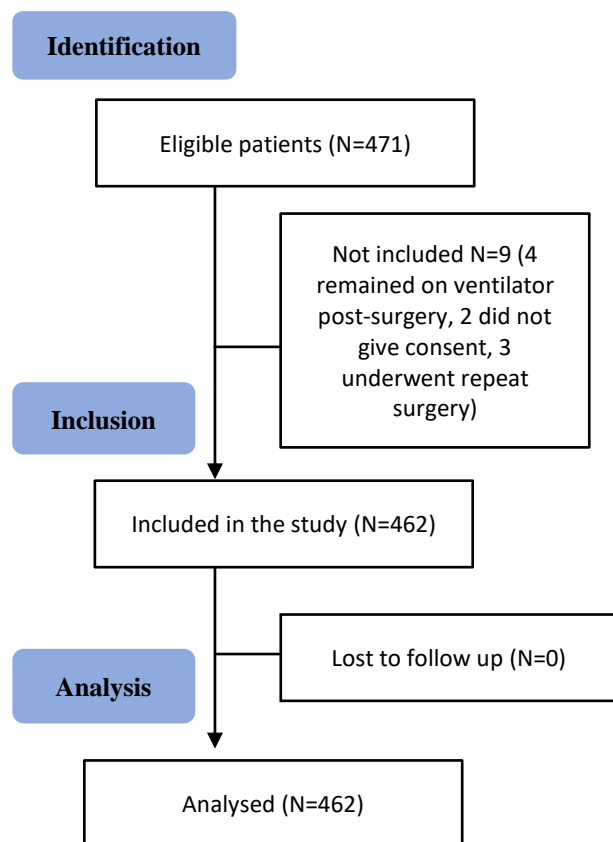 Identification
Eligible patients (N=471)
Not included N=9 (4
remained on ventilator
post-surgery, 2 did not
give consent, 3
underwent repeat
surgery)
Inclusion
Included in the study (N=462)
Lost to follow up (N=0)
Analysis
Analysed (N=462)